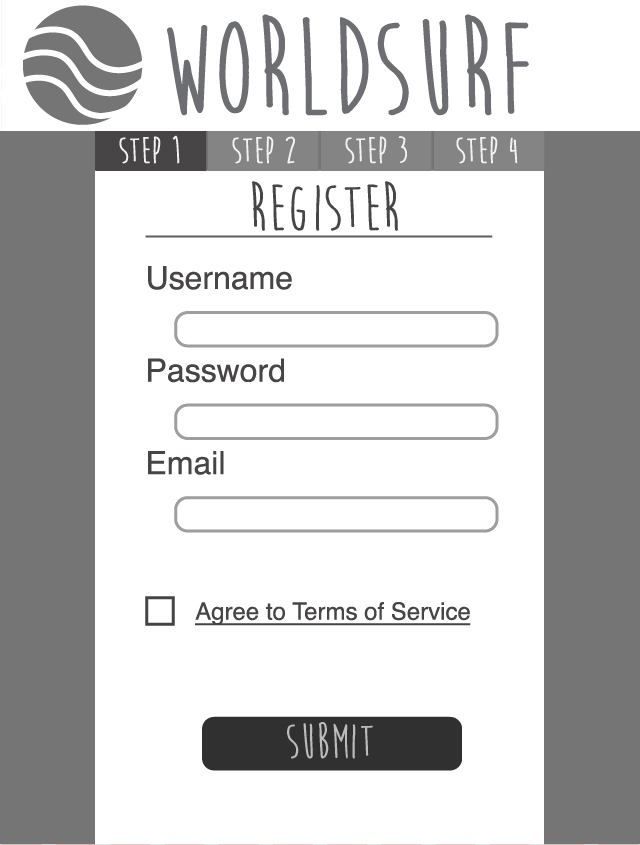 WORLDSURF
STEP 1 STEP 2 STEP 3 STEP 4
REGISTER
Username
Password
Email
Agree to Terms of Service
SUBMIT